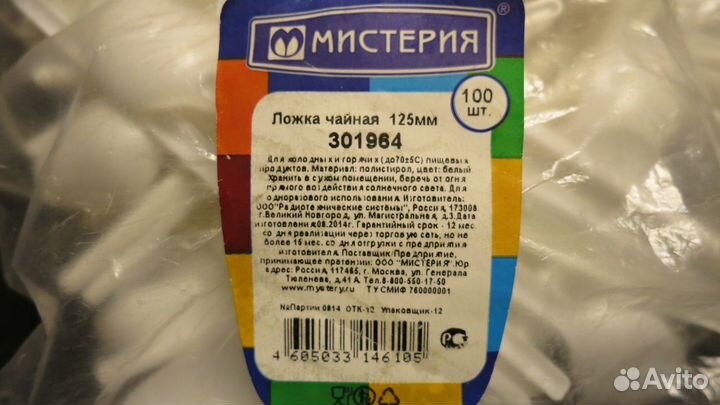 МИСТЕРИЯ ®
100 шт.
Ложка чайная 125мм
301964
Для холодных и горячих (до70±5С) пищевых
продуктов. Материал: полистирол, цвет: белый.
Хранить в сухом помещении, беречь от огня
прямого воздействия солнечного света. Для
одноразового использования. Изготовитель:
ООО"Радиотехнические системы", Россия, 173008
г.Великий Новгород, ул. Магистральная, д.3.Дата
изготовления:08.2014г. Гарантийный срок - 12 мес.
со дня реализации через торговую сеть, но не
более 15 мес. со дня отгрузки с предприятия
изготовителя. Поставщик/Предприятие,
принимающее претензии: ООО "МИСТЕРИЯ".Юр.
адрес: Россия, 117465, г. Москва, ул. Генерала
Тюленева, д.41А. Тел.8-800-550-17-50
www.mystery.ru ТУ СМИФ 760000001
№Партии 0814 ОТК-12 Упаковщик-12
4 605033 146105
Avito